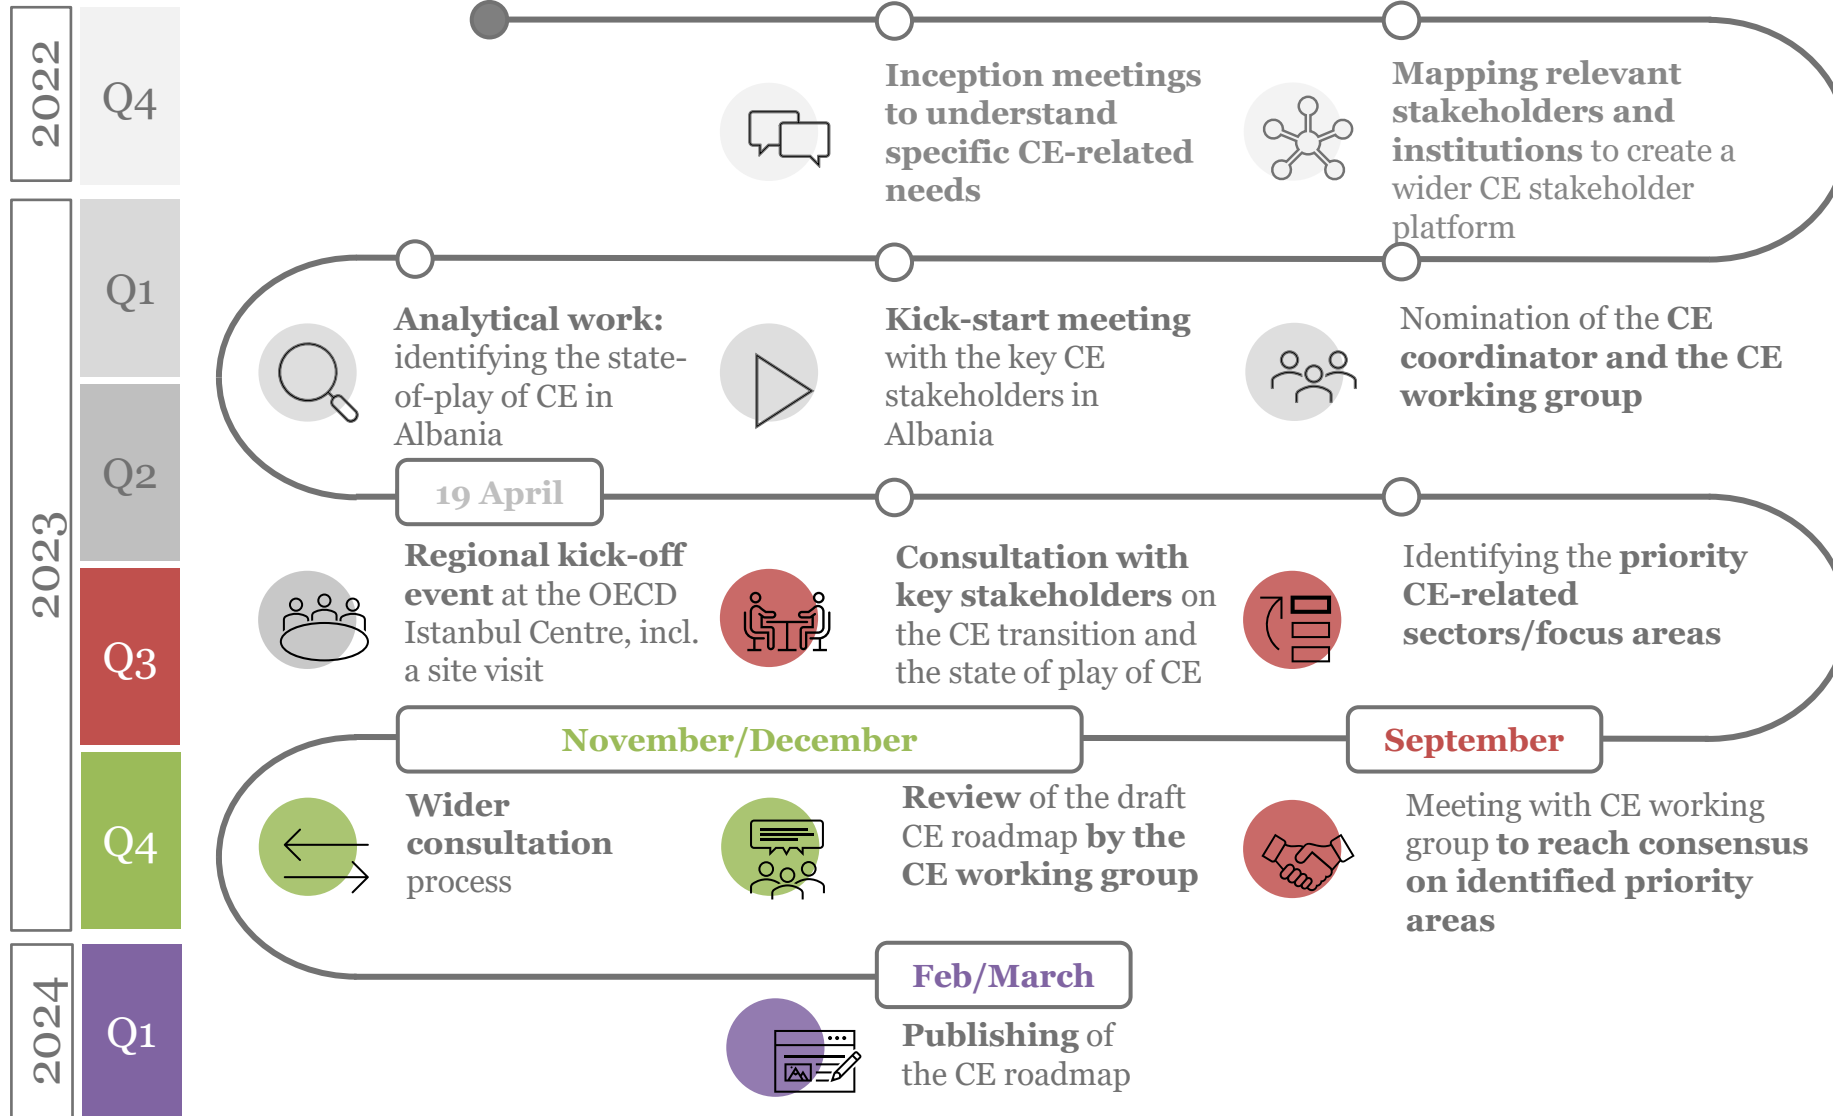 2022
Q4
Inception meetings
to understand
specific CE-related
needs
Mapping relevant
stakeholders and
institutions to create a
wider CE stakeholder
platform
2023
Q1
Analytical work:
identifying the state-
of-play of CE in
Albania
Kick-start meeting
with the key CE
stakeholders in
Albania
Nomination of the CE
coordinator and the CE
working group
Q2
19 April
Regional kick-off
event at the OECD
Istanbul Centre, incl.
a site visit
Consultation with
key stakeholders on
the CE transition and
the state of play of CE
Identifying the priority
CE-related
sectors/focus areas
Q3
November/December
September
Q4
Wider
consultation
process
Review of the draft
CE roadmap by the
CE working group
Meeting with CE working
group to reach consensus
on identified priority
areas
2024
Q1
Feb/March
Publishing of
the CE roadmap